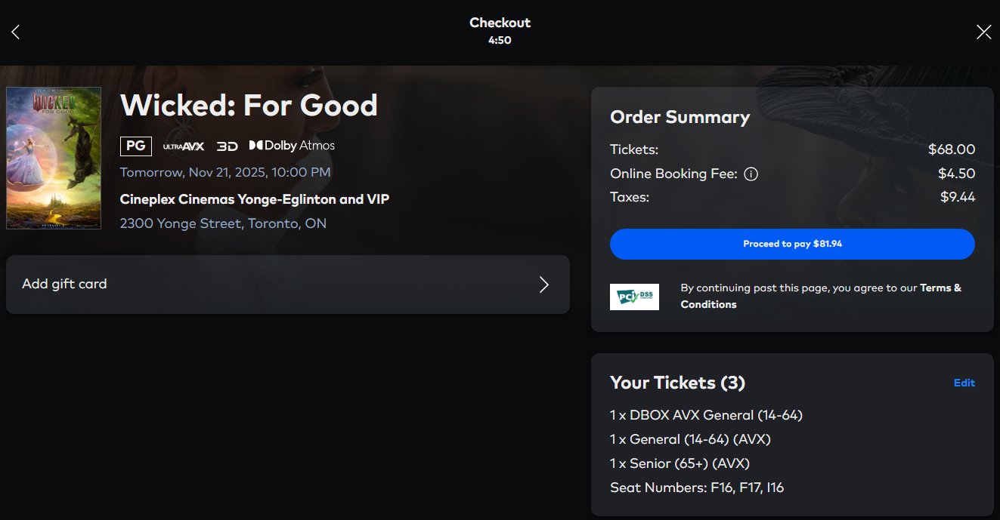 Checkout
4:50
WICKED
FOR GOOD
Wicked: For Good
PG ULTRAAVX 3D Dolby Atmos
Tomorrow, Nov 21, 2025, 10:00 PM
Cineplex Cinemas Yonge-Eglinton and VIP
2300 Yonge Street, Toronto, ON
Add gift card
Order Summary
Tickets: $68.00
Online Booking Fee: $4.50
Taxes: $9.44
Proceed to pay $81.94
PCI DSS
By continuing past this page, you agree to our Terms &
Conditions
Your Tickets (3)
Edit
1 x DBOX AVX General (14-64)
1 x General (14-64) (AVX)
1 x Senior (65+) (AVX)
Seat Numbers: F16, F17, I16